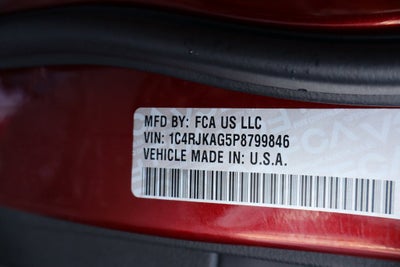 MFD BY: FCA US LLC
VIN: 1C4RJKAG5P8799846
VEHICLE MADE IN: U.S.A.